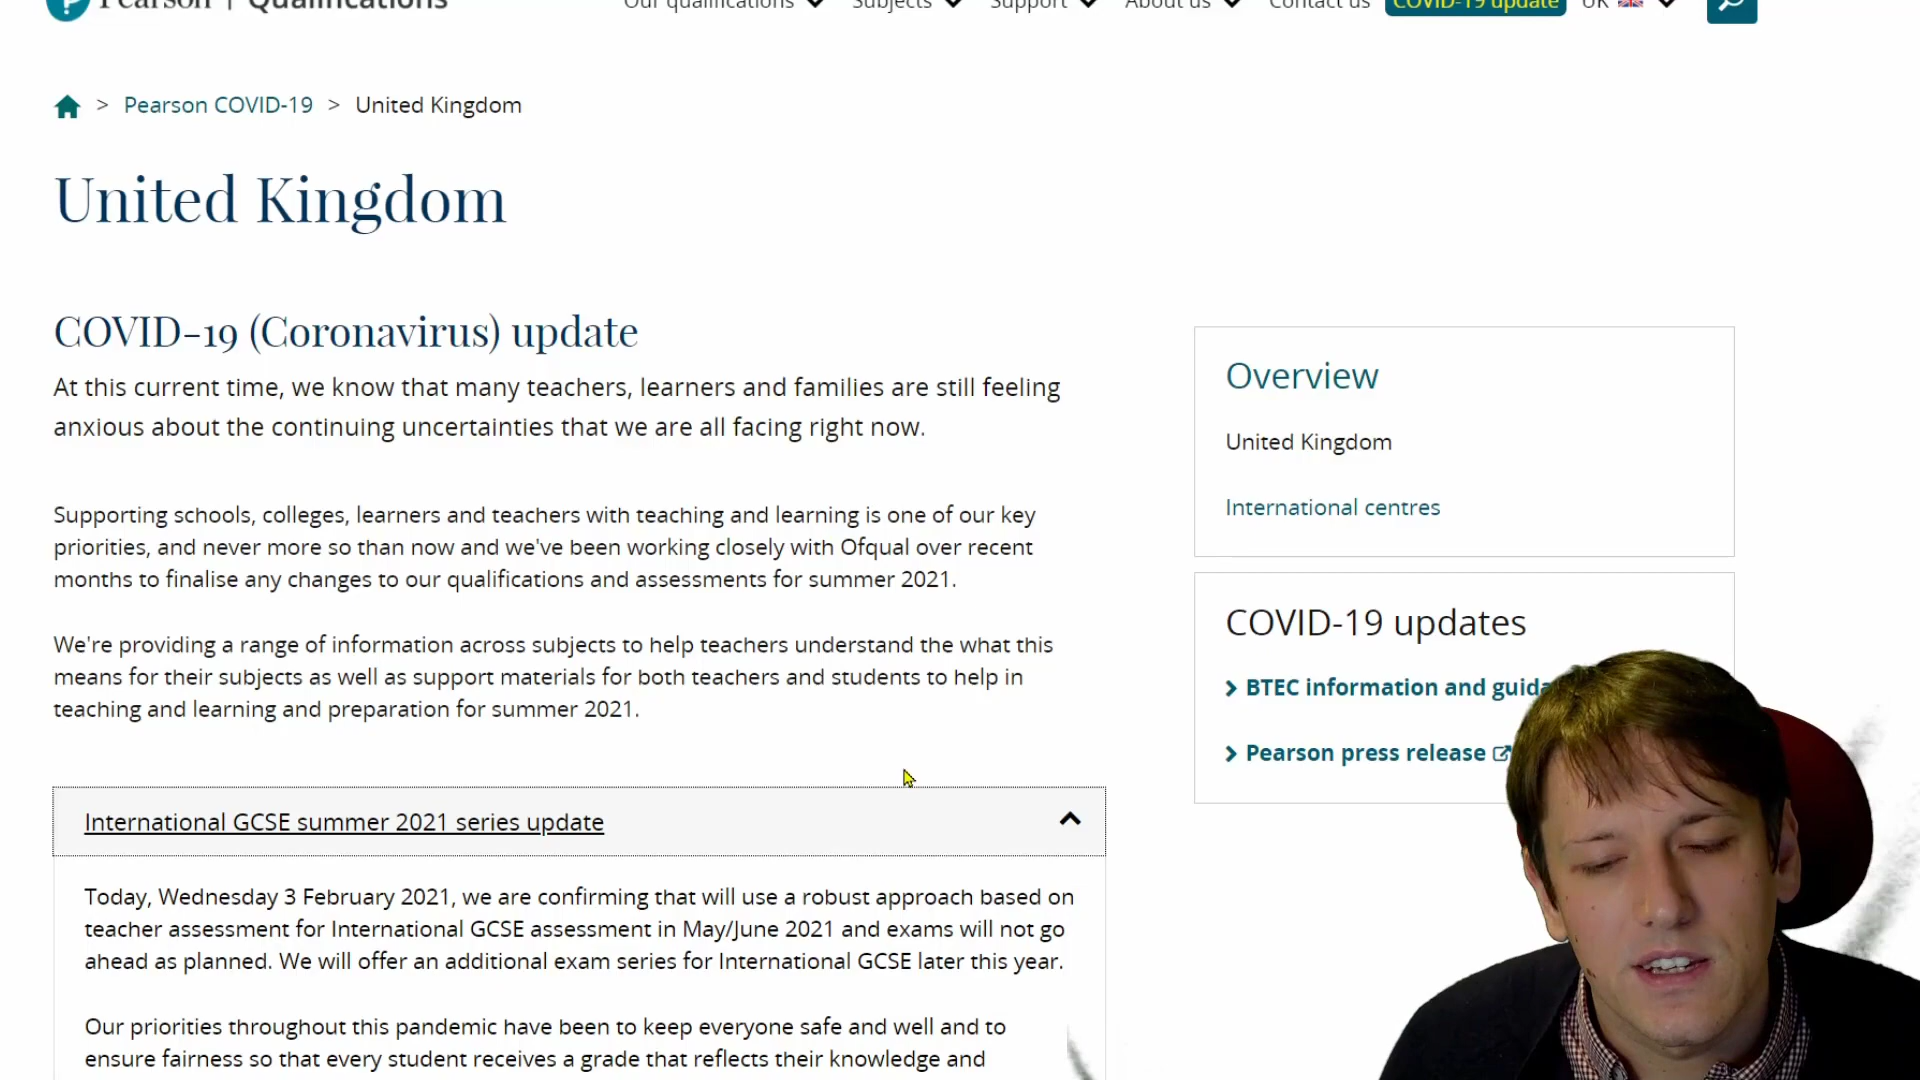 Pearson | Qualifications
Our qualifications Subjects Support About us Contact us COVID-19 update UK
> Pearson COVID-19 > United Kingdom
United Kingdom
COVID-19 (Coronavirus) update
At this current time, we know that many teachers, learners and families are still feeling
anxious about the continuing uncertainties that we are all facing right now.
Supporting schools, colleges, learners and teachers with teaching and learning is one of our key
priorities, and never more so than now and we've been working closely with Ofqual over recent
months to finalise any changes to our qualifications and assessments for summer 2021.
We're providing a range of information across subjects to help teachers understand the what this
means for their subjects as well as support materials for both teachers and students to help in
teaching and learning and preparation for summer 2021.
International GCSE summer 2021 series update
Today, Wednesday 3 February 2021, we are confirming that will use a robust approach based on
teacher assessment for International GCSE assessment in May/June 2021 and exams will not go
ahead as planned. We will offer an additional exam series for International GCSE later this year.
Our priorities throughout this pandemic have been to keep everyone safe and well and to
ensure fairness so that every student receives a grade that reflects their knowledge and
Overview
United Kingdom
International centres
COVID-19 updates
BTEC information and guida
Pearson press release